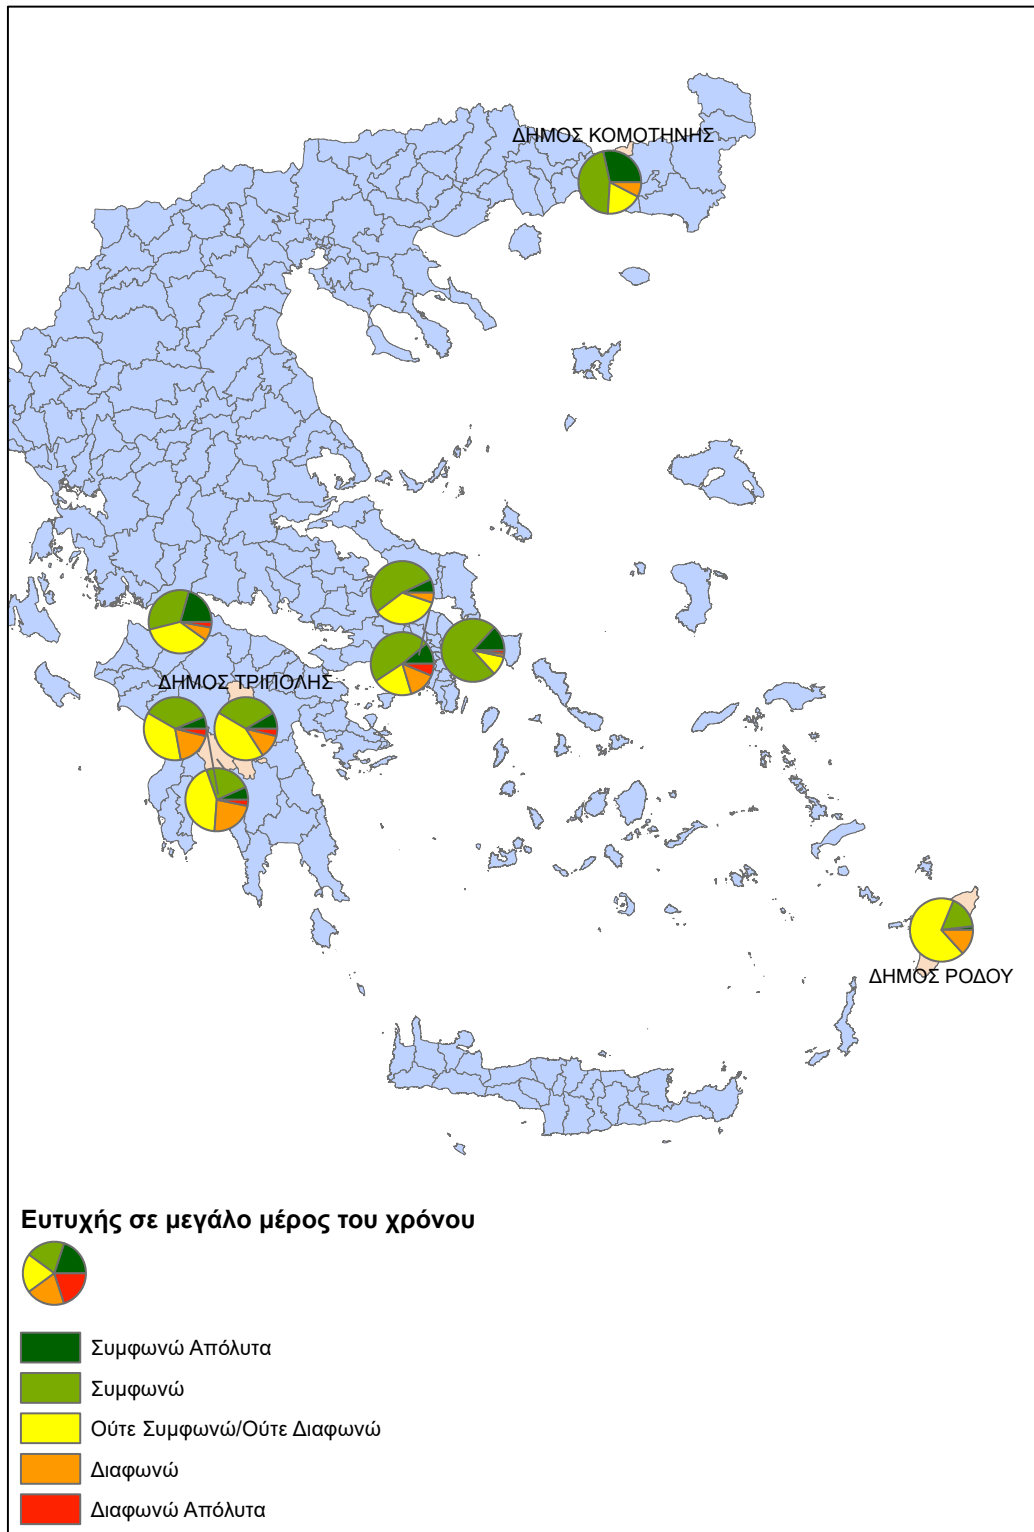 ΔΗΜΟΣ ΚΟΜΟΤΗΝΗΣ
ΔΗΜΟΣ ΤΡΙΠΟΛΗΣ
ΔΗΜΟΣ ΡΟΔΟΥ
Ευτυχής σε μεγάλο μέρος του χρόνου
Συμφωνώ Απόλυτα
Συμφωνώ
Ούτε Συμφωνώ/Ούτε Διαφωνώ
Διαφωνώ
Διαφωνώ Απόλυτα